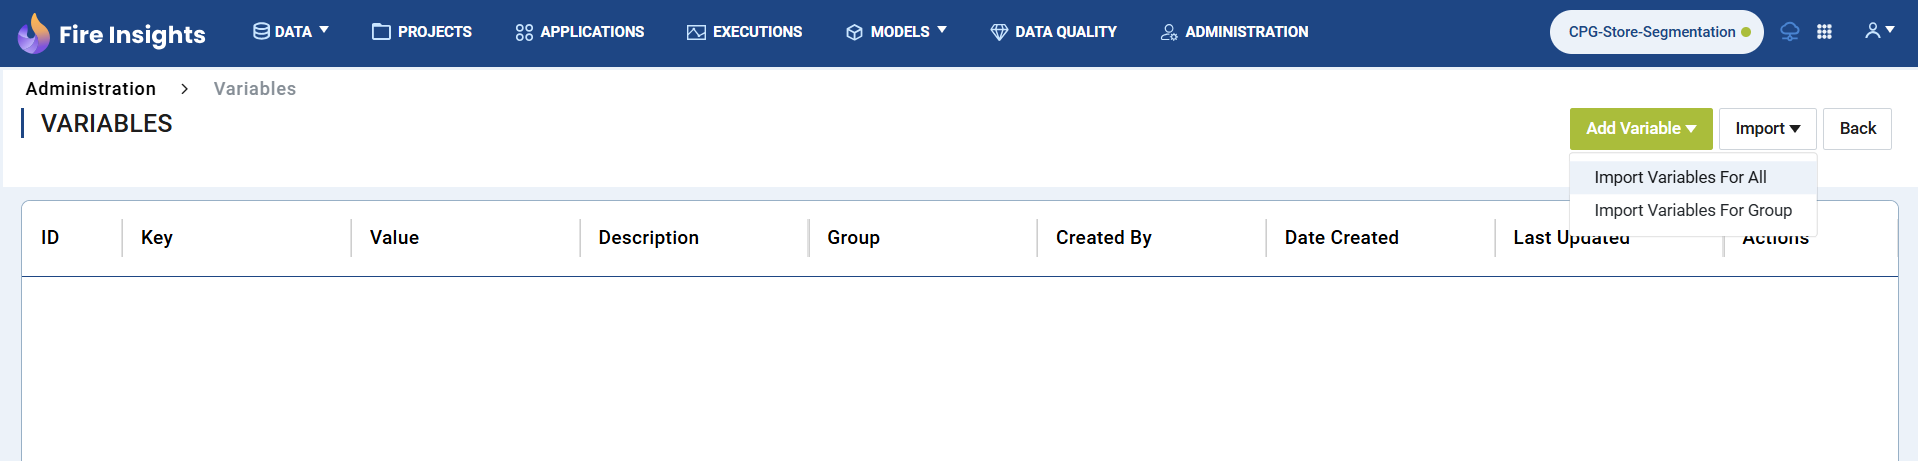 Fire Insights DATA PROJECTS APPLICATIONS EXECUTIONS MODELS DATA QUALITY ADMINISTRATION CPG-Store-Segmentation
Administration > Variables
VARIABLES
Add Variable Import Back
Import Variables For All
Import Variables For Group
ID Key Value Description Group Created By Date Created Last Updated Actions